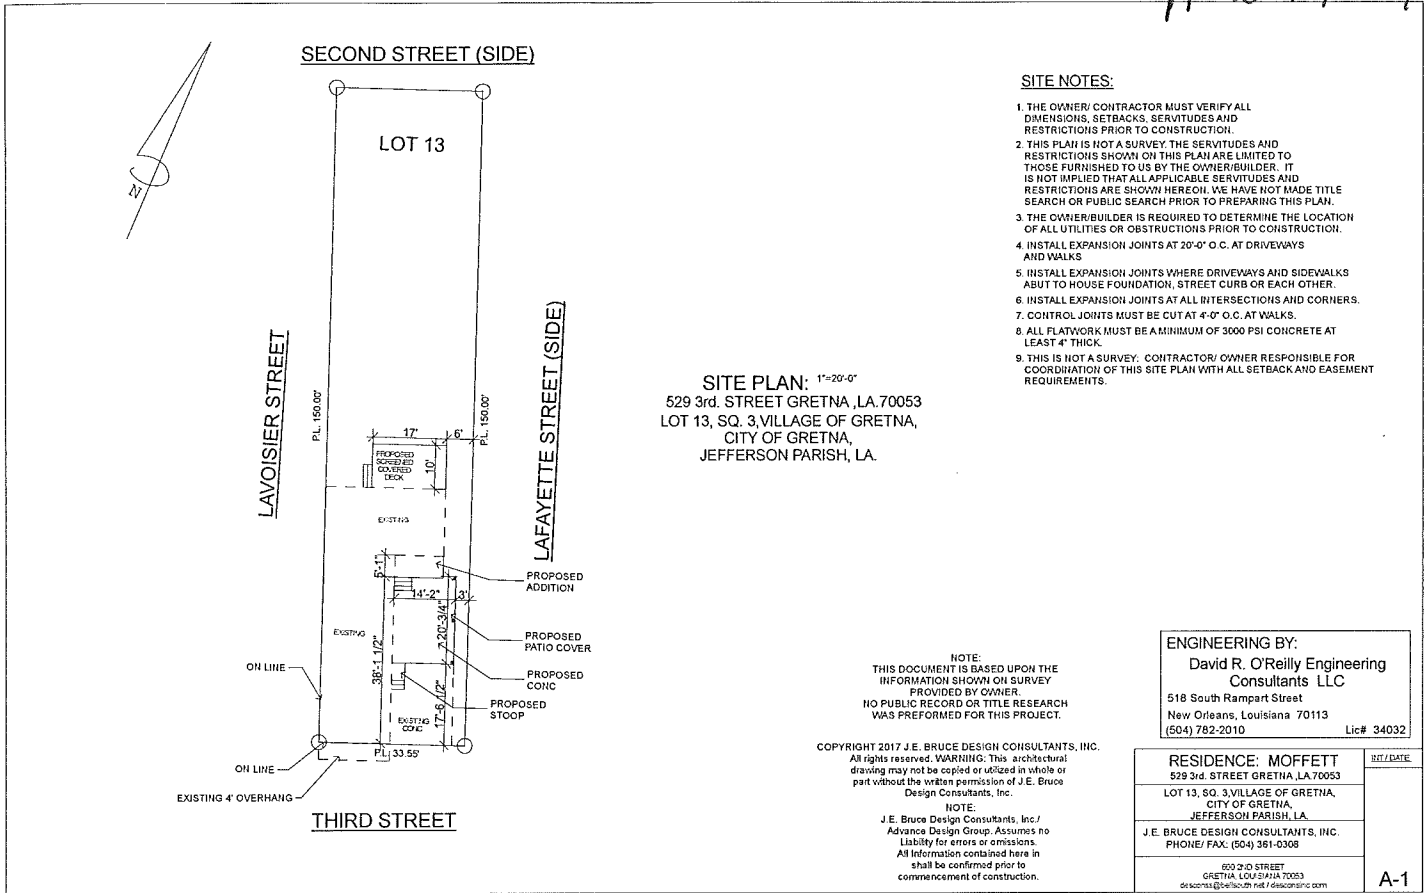 SECOND STREET (SIDE)
LOT 13
N
LAVOISIER STREET
LAFAYETTE STREET (SIDE)
P.L. 150.00'
P.L. 150.00'
17'
6'
PROPOSED
SCREENED
COVERED
DECK
10'
EXISTING
5'-1"
PROPOSED
ADDITION
14'-2"
3'
EXISTING
38'-1 1/2"
20'-3/4"
PROPOSED
PATIO COVER
PROPOSED
CONC
PROPOSED
STOOP
17'-6 1/2"
EXISTING
CONC
ON LINE
P.L. 33.55'
ON LINE
EXISTING 4' OVERHANG
THIRD STREET
SITE PLAN: 1"=20'-0"
529 3rd. STREET GRETNA ,LA.70053
LOT 13, SQ. 3,VILLAGE OF GRETNA,
CITY OF GRETNA,
JEFFERSON PARISH, LA.
SITE NOTES:
1. THE OWNER/ CONTRACTOR MUST VERIFY ALL
DIMENSIONS, SETBACKS, SERVITUDES AND
RESTRICTIONS PRIOR TO CONSTRUCTION.
2. THIS PLAN IS NOT A SURVEY. THE SERVITUDES AND
RESTRICTIONS SHOWN ON THIS PLAN ARE LIMITED TO
THOSE FURNISHED TO US BY THE OWNER/BUILDER. IT
IS NOT IMPLIED THAT ALL APPLICABLE SERVITUDES AND
RESTRICTIONS ARE SHOWN HEREON. WE HAVE NOT MADE TITLE
SEARCH OR PUBLIC SEARCH PRIOR TO PREPARING THIS PLAN.
3. THE OWNER/BUILDER IS REQUIRED TO DETERMINE THE LOCATION
OF ALL UTILITIES OR OBSTRUCTIONS PRIOR TO CONSTRUCTION.
4. INSTALL EXPANSION JOINTS AT 20'-0" O.C. AT DRIVEWAYS
AND WALKS
5. INSTALL EXPANSION JOINTS WHERE DRIVEWAYS AND SIDEWALKS
ABUT TO HOUSE FOUNDATION, STREET CURB OR EACH OTHER.
6. INSTALL EXPANSION JOINTS AT ALL INTERSECTIONS AND CORNERS.
7. CONTROL JOINTS MUST BE CUT AT 4'-0" O.C. AT WALKS.
8. ALL FLATWORK MUST BE A MINIMUM OF 3000 PSI CONCRETE AT
LEAST 4" THICK.
9. THIS IS NOT A SURVEY: CONTRACTOR/ OWNER RESPONSIBLE FOR
COORDINATION OF THIS SITE PLAN WITH ALL SETBACK AND EASEMENT
REQUIREMENTS.
NOTE:
THIS DOCUMENT IS BASED UPON THE
INFORMATION SHOWN ON SURVEY
PROVIDED BY OWNER.
NO PUBLIC RECORD OR TITLE RESEARCH
WAS PREFORMED FOR THIS PROJECT.
COPYRIGHT 2017 J.E. BRUCE DESIGN CONSULTANTS, INC.
All rights reserved. WARNING: This architectural
drawing may not be copied or utilized in whole or
part without the written permission of J.E. Bruce
Design Consultants, Inc.
NOTE:
J.E. Bruce Design Consultants, Inc./
Advance Design Group. Assumes no
Liability for errors or omissions.
All Information contained here in
shall be confirmed prior to
commencement of construction.
ENGINEERING BY:
David R. O'Reilly Engineering
Consultants LLC
518 South Rampart Street
New Orleans, Louisiana 70113
(504) 782-2010 Lic# 34032
RESIDENCE: MOFFETT
529 3rd. STREET GRETNA ,LA.70053
INT / DATE
LOT 13, SQ. 3,VILLAGE OF GRETNA,
CITY OF GRETNA,
JEFFERSON PARISH, LA.
J.E. BRUCE DESIGN CONSULTANTS, INC.
PHONE/ FAX: (504) 361-0308
600 2ND STREET
GRETNA, LOUISIANA 70053
desconss@bellsouth.net / desconsinc.com
A-1